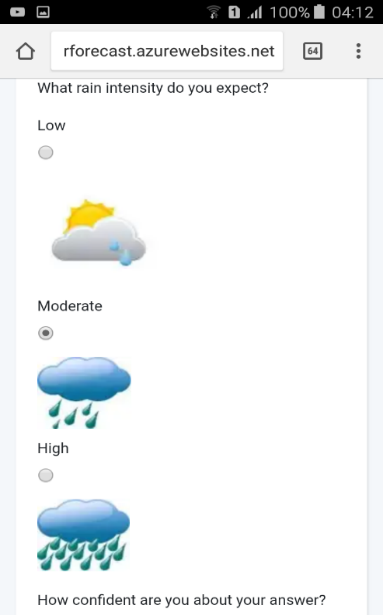 1 100% 04:12
rforecast.azurewebsites.net 64
What rain intensity do you expect?
Low
Moderate
High
How confident are you about your answer?